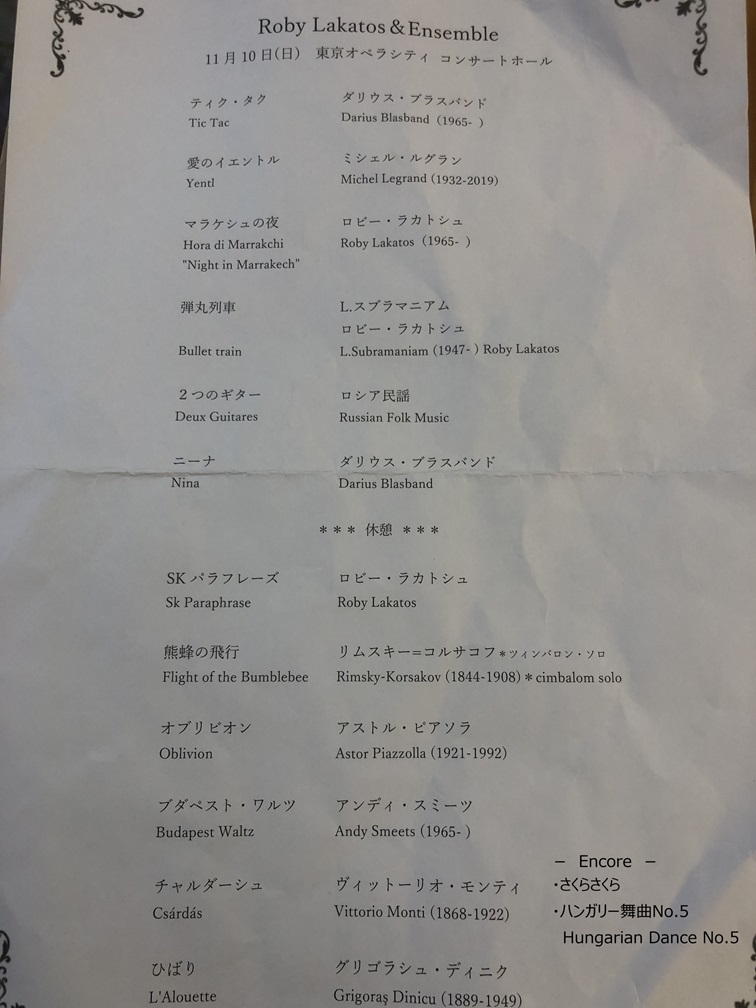 Roby Lakatos & Ensemble
11月10日(日) 東京オペラシティ コンサートホール
ティク・タク ダリウス・ブラスバンド
Tic Tac Darius Blasband (1965- )
愛のイエントル ミシェル・ルグラン
Yentl Michel Legrand (1932-2019)
マラケシュの夜 ロビー・ラカトシュ
Hora di Marrakchi Roby Lakatos (1965- )
"Night in Marrakech"
弾丸列車 L.スブラマニアム
ロビー・ラカトシュ
Bullet train L.Subramaniam (1947- ) Roby Lakatos
2つのギター ロシア民謡
Deux Guitares Russian Folk Music
ニーナ ダリウス・ブラスバンド
Nina Darius Blasband
*** 休憩 ***
SKパラフレーズ ロビー・ラカトシュ
Sk Paraphrase Roby Lakatos
熊蜂の飛行 リムスキー=コルサコフ*ツィンバロン・ソロ
Flight of the Bumblebee Rimsky-Korsakov (1844-1908) * cimbalom solo
オブリビオン アストル・ピアソラ
Oblivion Astor Piazzolla (1921-1992)
ブダペスト・ワルツ アンディ・スミーツ
Budapest Waltz Andy Smeets (1965- )
チャルダーシュ ヴィットーリオ・モンティ
Csárdás Vittorio Monti (1868-1922)
ひばり グリゴラシュ・ディニク
L'Alouette Grigoraş Dinicu (1889-1949)
− Encore −
・さくらさくら
・ハンガリー舞曲No.5
Hungarian Dance No.5